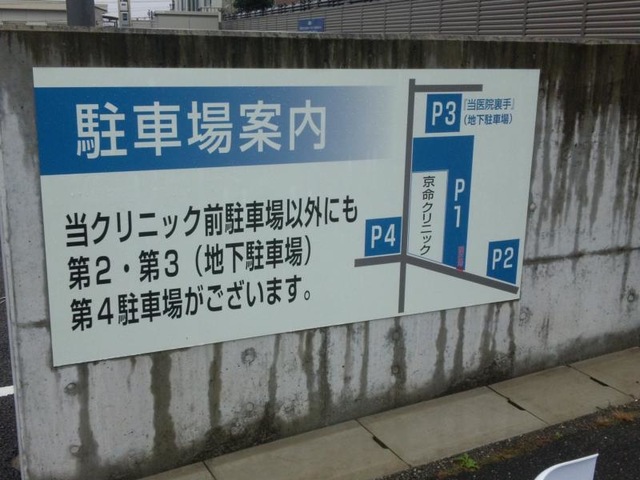 駐車場案内
当クリニック前駐車場以外にも
第2・第3（地下駐車場）
第4駐車場がございます。
P3
『当医院裏手』
（地下駐車場）
P1
京命クリニック
P4
P2